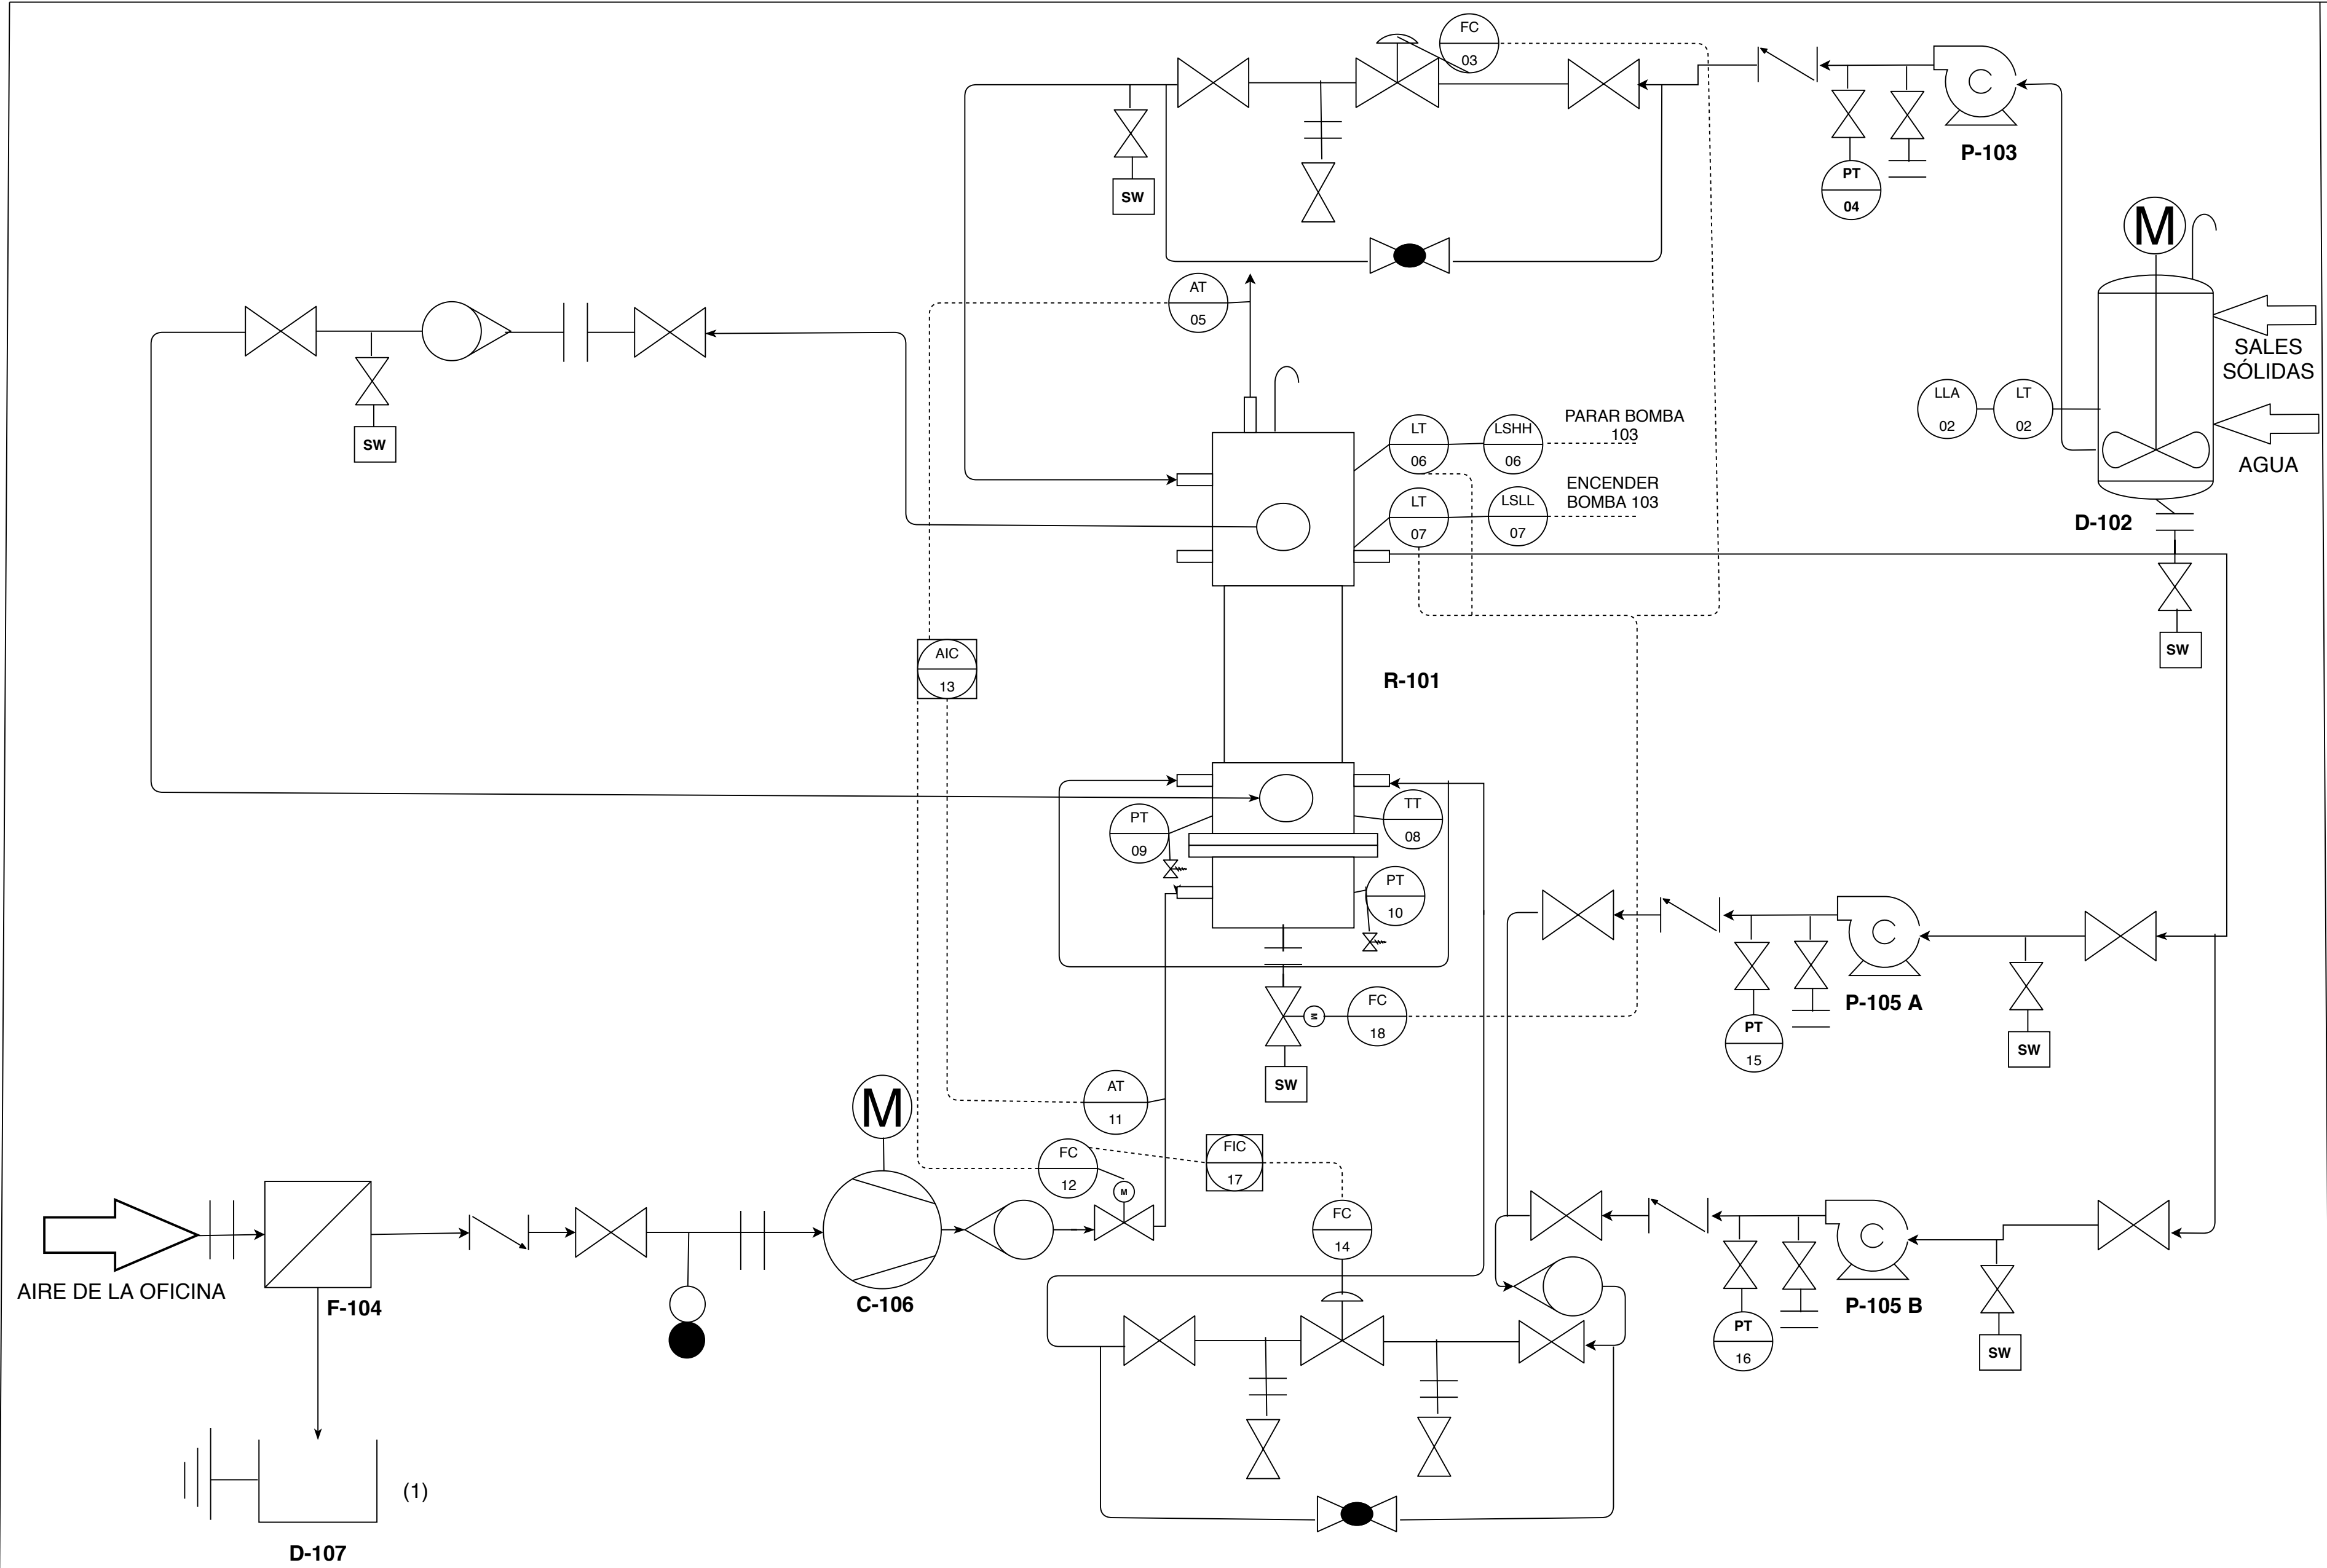 FC
03
P-103
PT
04
SW
M
AT
05
SALES
SÓLIDAS
LLA
02
LT
02
AGUA
D-102
SW
SW
LT
06
LSHH
06
PARAR BOMBA
103
LT
07
LSLL
07
ENCENDER
BOMBA 103
AIC
13
R-101
PT
09
TT
08
PT
10
M
FC
18
SW
C
C
P-105 A
PT
15
SW
M
AT
11
FC
12
M
FIC
17
FC
14
AIRE DE LA OFICINA
F-104
C-106
C
P-105 B
PT
16
SW
(1)
D-107